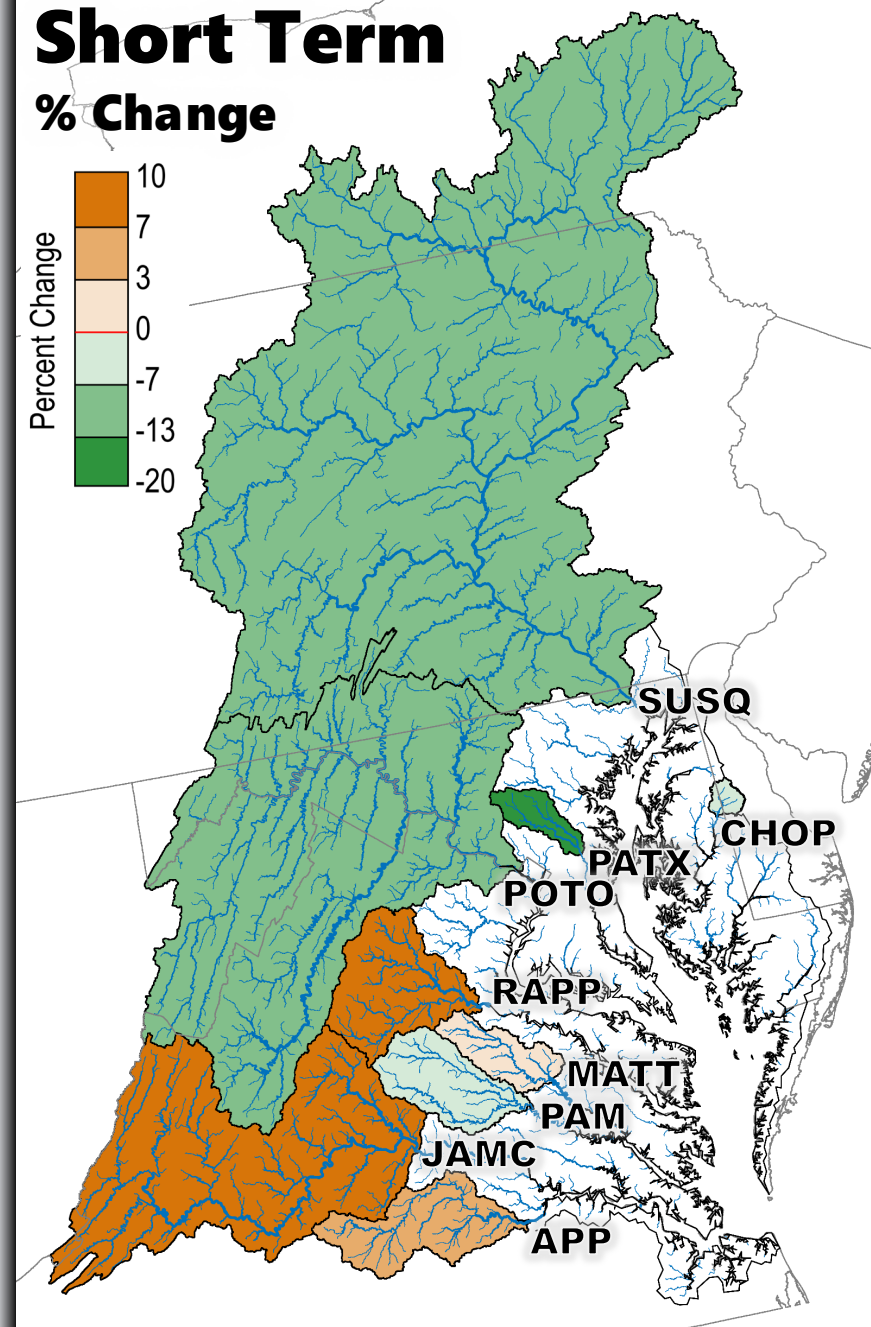 Short Term
% Change
Percent Change
10
7
3
0
-7
-13
-20
SUSQ
CHOP
PATX
POTO
RAPP
MATT
PAM
JAMC
APP